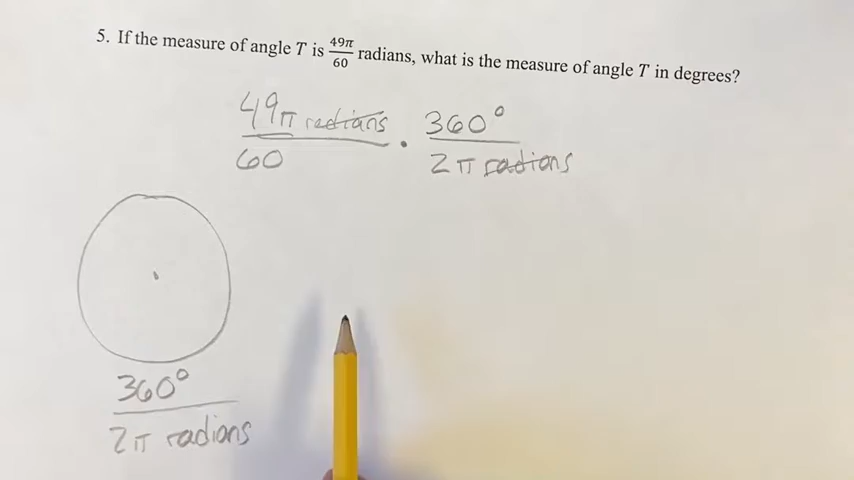 5. If the measure of angle T is 49π/60 radians, what is the measure of angle T in degrees?
49π radians/60 · 360°/2π radians
360°
2π radians